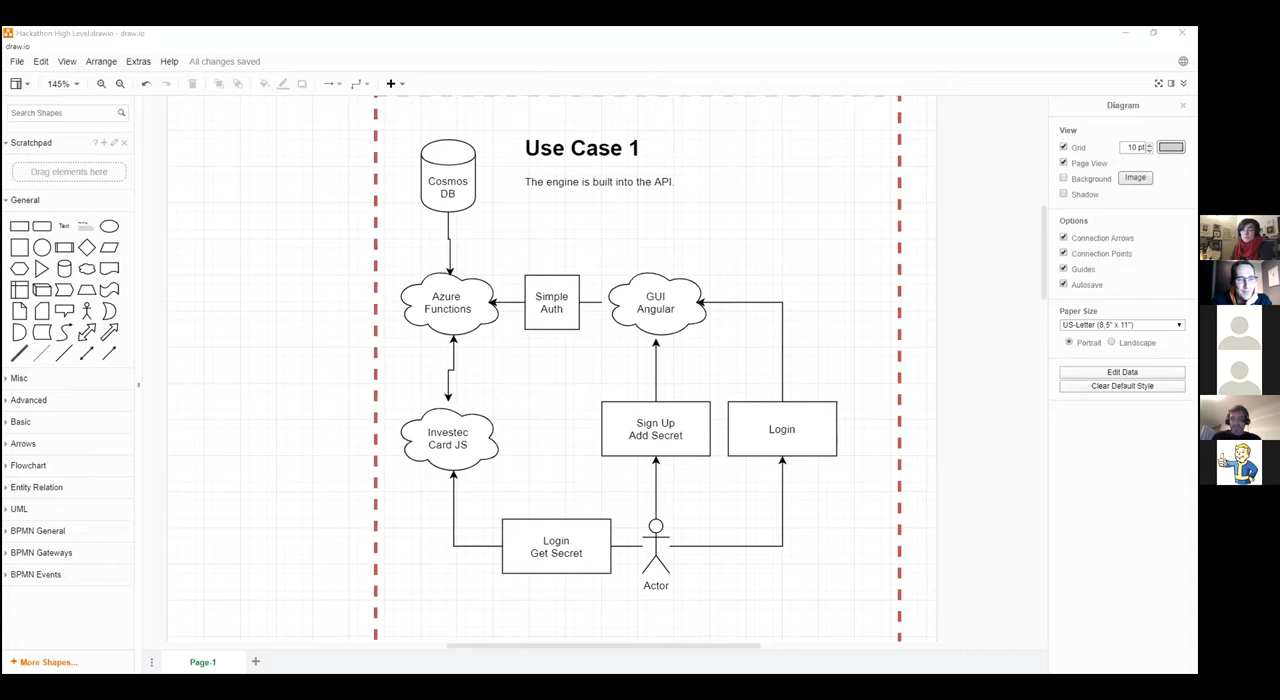 Hackathon High Level.drawio - draw.io
draw.io
File Edit View Arrange Extras Help All changes saved
145%
Search Shapes
Scratchpad
Drag elements here
General
Text
Misc
Advanced
Basic
Arrows
Flowchart
Entity Relation
UML
BPMN General
BPMN Gateways
BPMN Events
+ More Shapes...
Use Case 1
The engine is built into the API.
Cosmos
DB
Azure
Functions
Simple
Auth
GUI
Angular
Investec
Card JS
Sign Up
Add Secret
Login
Login
Get Secret
Actor
Page-1
Diagram
View
Grid 10 pt
Page View
Background Image
Shadow
Options
Connection Arrows
Connection Points
Guides
Autosave
Paper Size
US-Letter (8,5" x 11")
Portrait Landscape
Edit Data
Clear Default Style